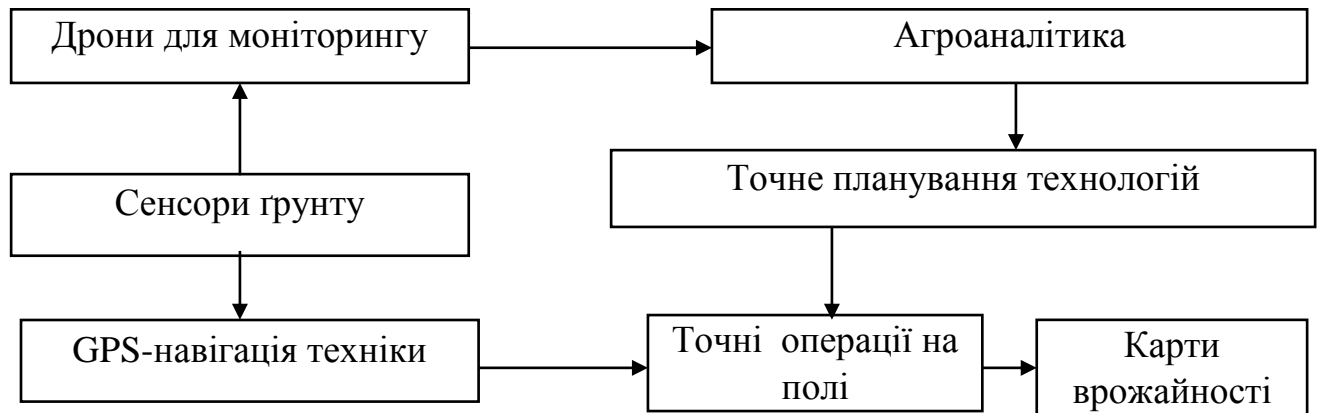 Дрони для моніторингу
Агроаналітика
Сенсори ґрунту
Точне планування технологій
GPS-навігація техніки
Точні операції на
полі
Карти
врожайності